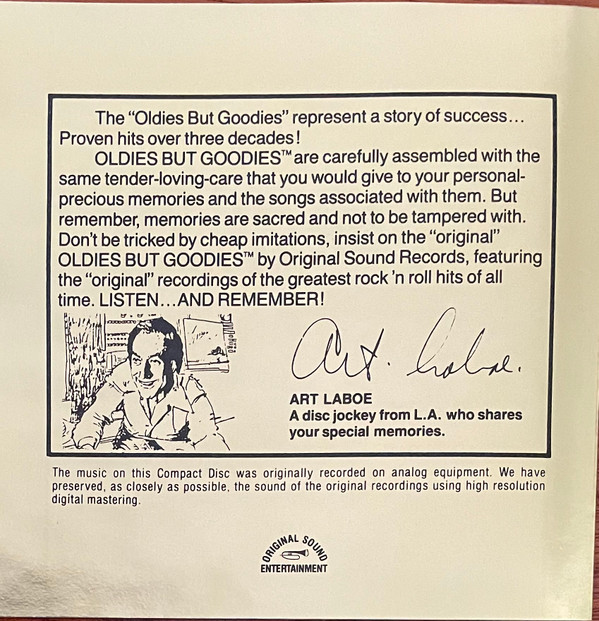 The “Oldies But Goodies” represent a story of success...
Proven hits over three decades!
OLDIES BUT GOODIES™ are carefully assembled with the
same tender-loving-care that you would give to your personal-
precious memories and the songs associated with them. But
remember, memories are sacred and not to be tampered with.
Don't be tricked by cheap imitations, insist on the “original”
OLDIES BUT GOODIES™ by Original Sound Records, featuring
the “original” recordings of the greatest rock 'n roll hits of all
time. LISTEN...AND REMEMBER!
Art Laboe.
ART LABOE
A disc jockey from L.A. who shares
your special memories.
The music on this Compact Disc was originally recorded on analog equipment. We have
preserved, as closely as possible, the sound of the original recordings using high resolution
digital mastering.
ORIGINAL SOUND
ENTERTAINMENT